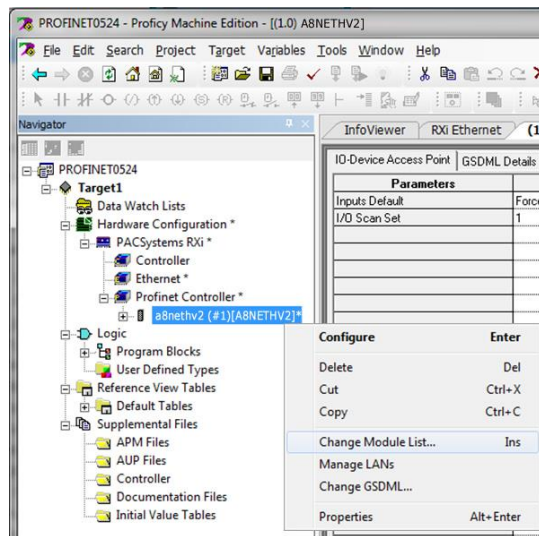 PROFINET0524 - Proficy Machine Edition - [(1.0) A8NETHV2]
File Edit Search Project Target Variables Tools Window Help
Navigator
InfoViewer RXi Ethernet (1
IO-Device Access Point GSDML Details
Parameters
Inputs Default Force
I/O Scan Set 1
PROFINET0524
Target1
Data Watch Lists
Hardware Configuration *
PACSystems RXi *
Controller
Ethernet *
Profinet Controller *
a8nethv2 (#1)[A8NETHV2]*
Logic
Program Blocks
User Defined Types
Reference View Tables
Default Tables
Supplemental Files
APM Files
AUP Files
Controller
Documentation Files
Initial Value Tables
Configure Enter
Delete Del
Cut Ctrl+X
Copy Ctrl+C
Change Module List... Ins
Manage LANs
Change GSDML...
Properties Alt+Enter